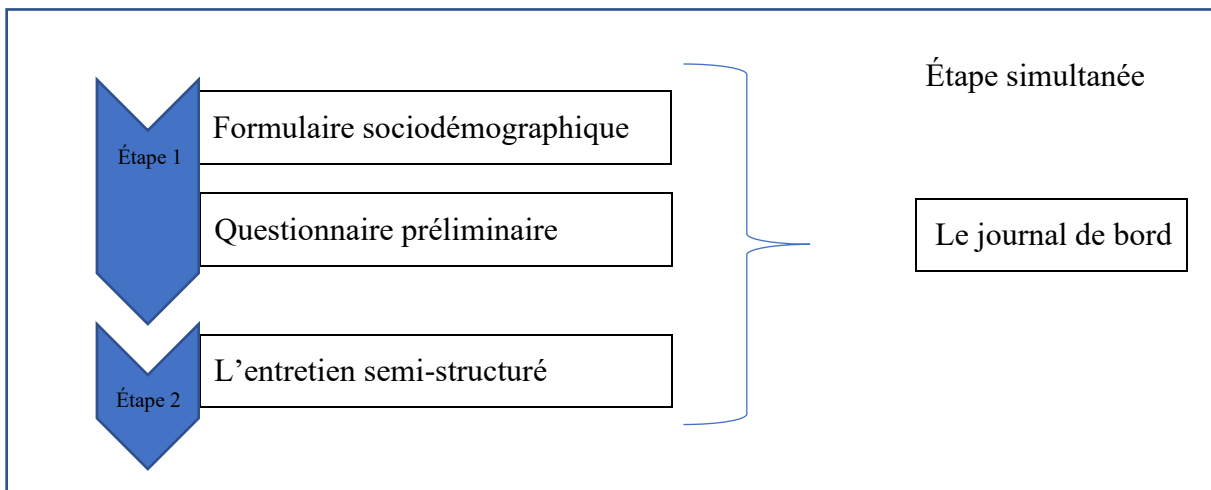 Étape simultanée
Étape 1
Formulaire sociodémographique
Questionnaire préliminaire
Le journal de bord
Étape 2
L’entretien semi-structuré